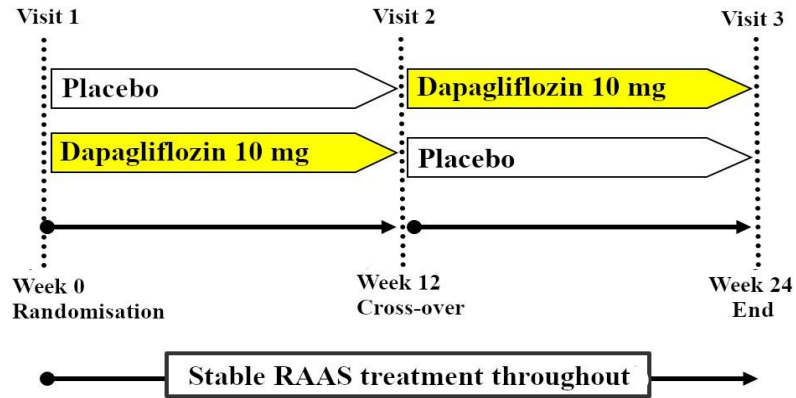 Visit 1
Visit 2
Visit 3
Placebo
Dapagliflozin 10 mg
Dapagliflozin 10 mg
Placebo
Week 0
Randomisation
Week 12
Cross-over
Week 24
End
Stable RAAS treatment throughout